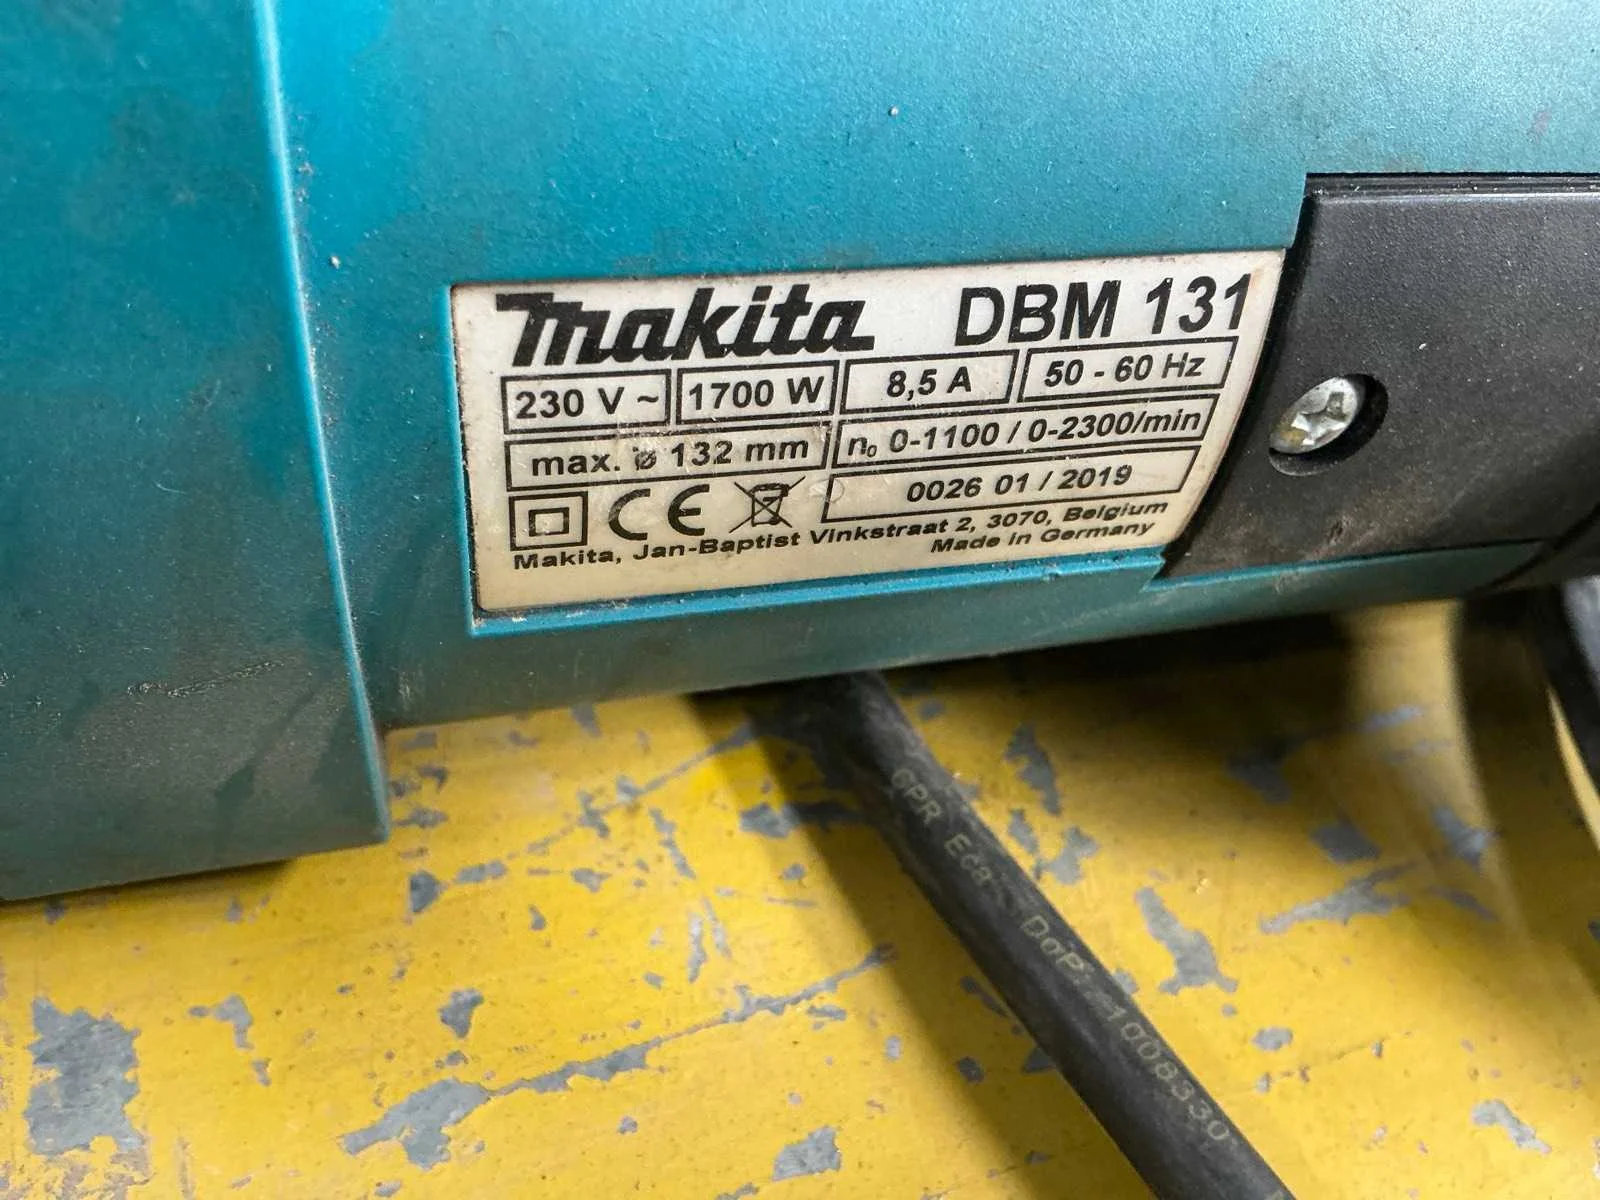 makita DBM 131
230 V ~ 1700 W 8,5 A 50 - 60 Hz
max. ø 132 mm n₀ 0-1100 / 0-2300/min
CE 0026 01 / 2019
Makita, Jan-Baptist Vinkstraat 2, 3070, Belgium
Made in Germany
GPR Eca DoP: 1008330